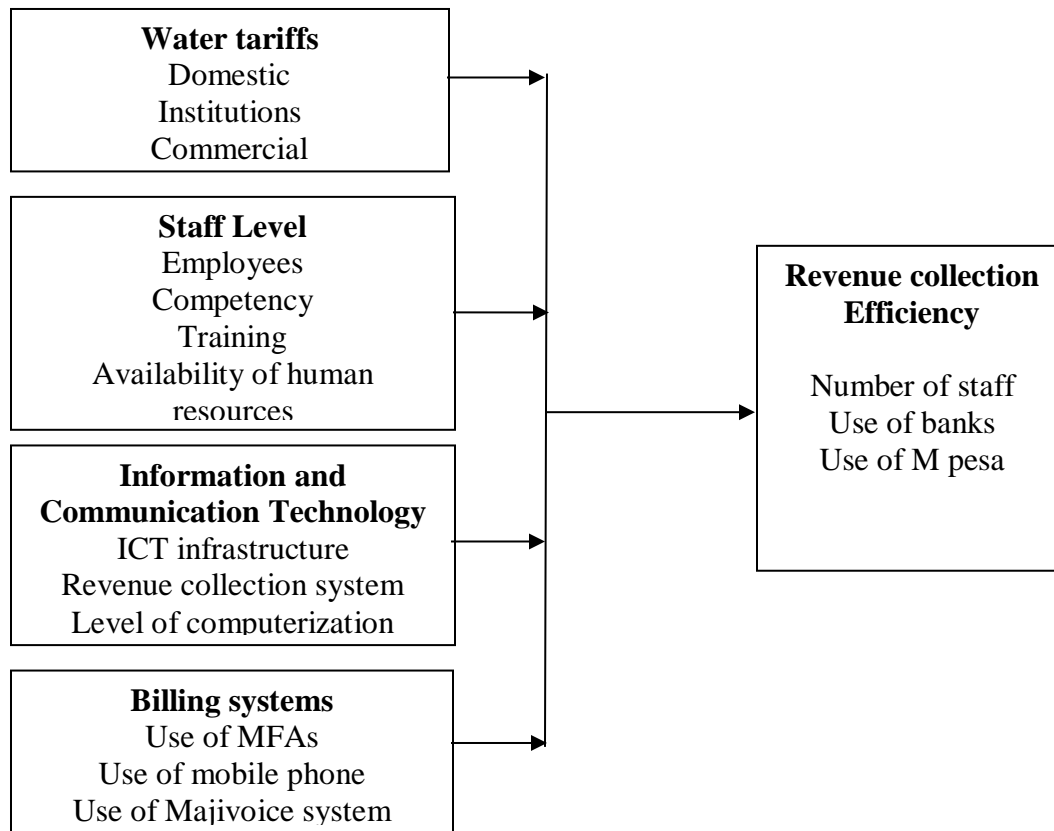 Water tariffs
Domestic
Institutions
Commercial
Staff Level
Employees
Competency
Training
Availability of human
resources
Information and
Communication Technology
ICT infrastructure
Revenue collection system
Level of computerization
Billing systems
Use of MFAs
Use of mobile phone
Use of Majivoice system
Revenue collection
Efficiency
Number of staff
Use of banks
Use of M pesa